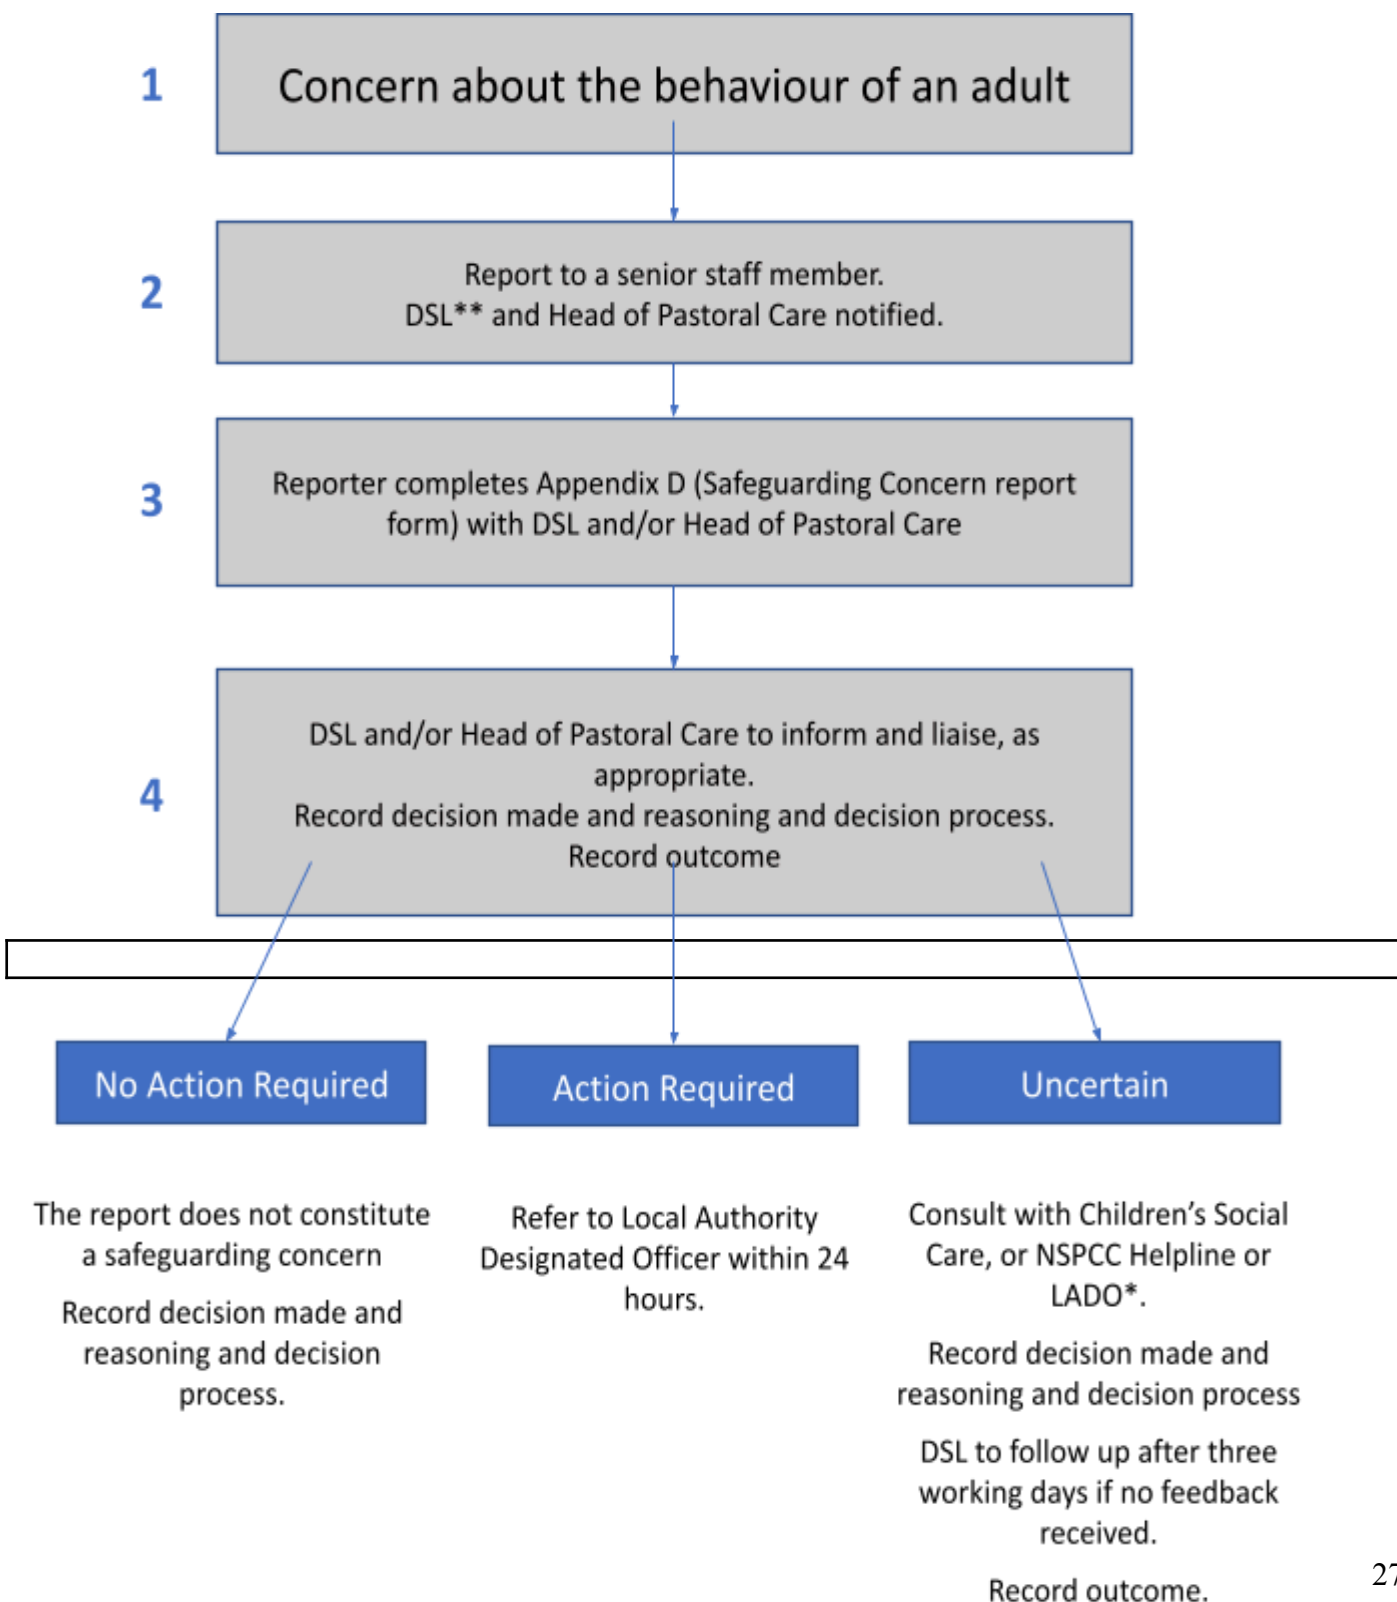 1
Concern about the behaviour of an adult
2
Report to a senior staff member.
DSL** and Head of Pastoral Care notified.
3
Reporter completes Appendix D (Safeguarding Concern report
form) with DSL and/or Head of Pastoral Care
4
DSL and/or Head of Pastoral Care to inform and liaise, as
appropriate.
Record decision made and reasoning and decision process.
Record outcome
No Action Required
The report does not constitute
a safeguarding concern
Record decision made and
reasoning and decision
process.
Action Required
Refer to Local Authority
Designated Officer within 24
hours.
Uncertain
Consult with Children’s Social
Care, or NSPCC Helpline or
LADO*.
Record decision made and
reasoning and decision process
DSL to follow up after three
working days if no feedback
received.
Record outcome.
27